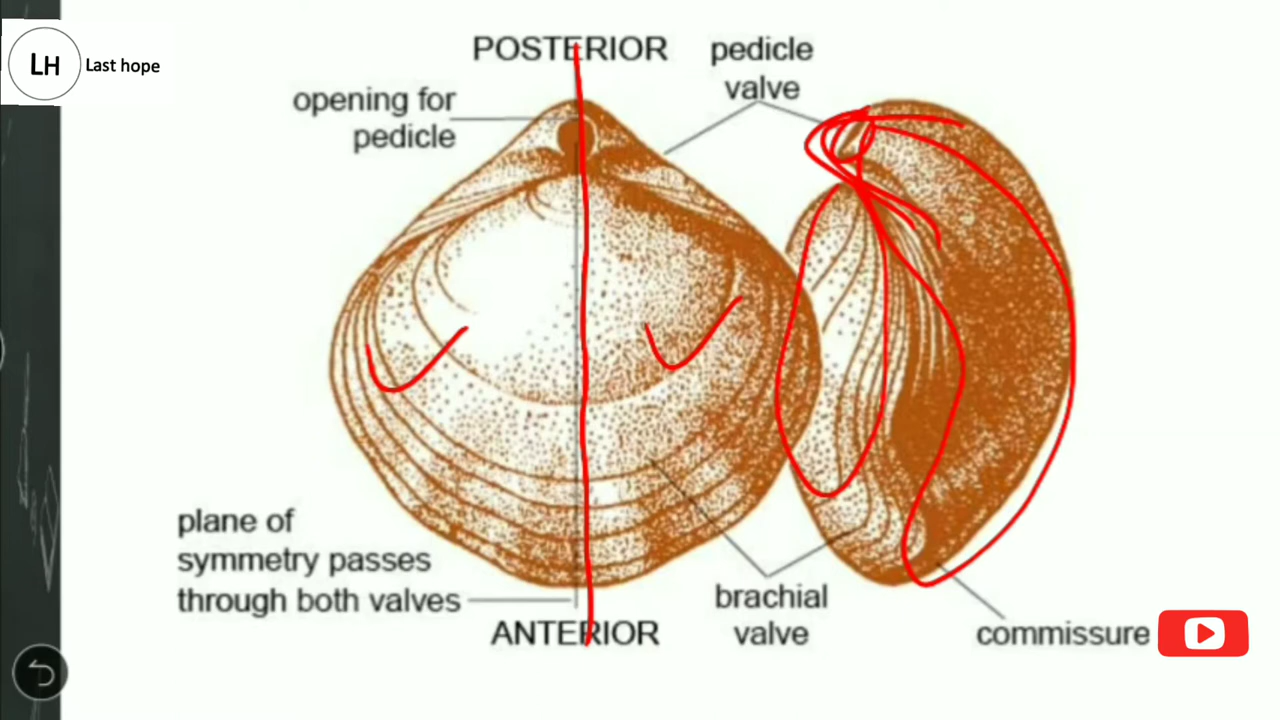 LH
Last hope
POSTERIOR
pedicle
valve
opening for
pedicle
plane of
symmetry passes
through both valves
ANTERIOR
brachial
valve
commissure